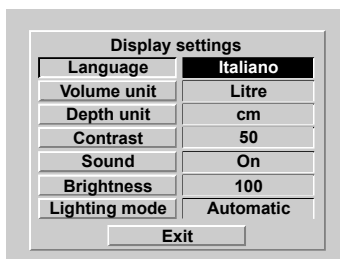 Display settings
Language Italiano
Volume unit Litre
Depth unit cm
Contrast 50
Sound On
Brightness 100
Lighting mode Automatic
Exit